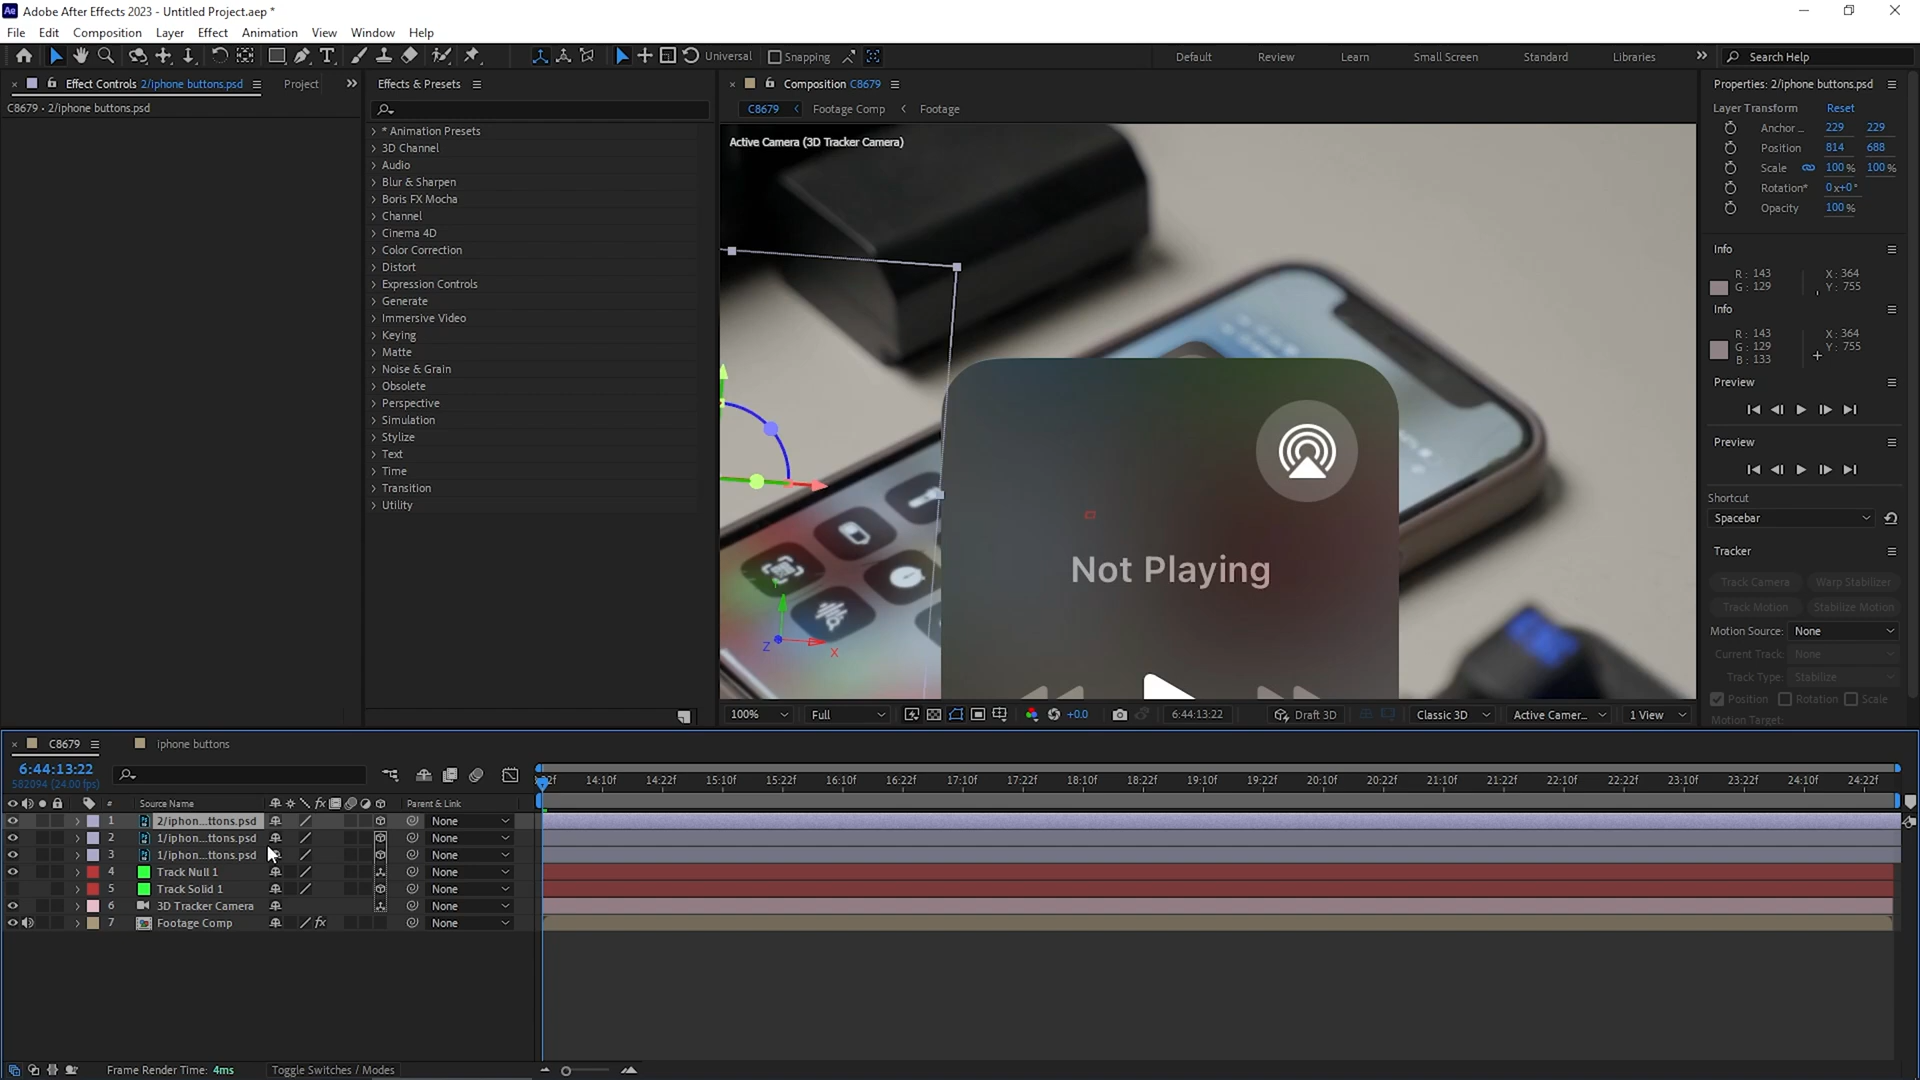 Adobe After Effects 2023 - Untitled Project.aep *
File Edit Composition Layer Effect Animation View Window Help
Universal Snapping Default Review Learn Small Screen Standard Libraries Search Help
Effect Controls 2/iphone buttons.psd Project
C8679 • 2/iphone buttons.psd
Effects & Presets
* Animation Presets
3D Channel
Audio
Blur & Sharpen
Boris FX Mocha
Channel
Cinema 4D
Color Correction
Distort
Expression Controls
Generate
Immersive Video
Keying
Matte
Noise & Grain
Obsolete
Perspective
Simulation
Stylize
Text
Time
Transition
Utility
Composition C8679
C8679 Footage Comp Footage
Active Camera (3D Tracker Camera)
Not Playing
Z X
100% Full +0.0 6:44:13:22 Draft 3D Classic 3D Active Camer... 1 View
Properties: 2/iphone buttons.psd
Layer Transform Reset
Anchor ... 229 229
Position 814 688
Scale 100 % 100 %
Rotation* 0x+0°
Opacity 100 %
Info
R : 143 X : 364
G : 129 Y : 755
Info
R : 143 X : 364
G : 129 Y : 755
B : 133
Preview
Preview
Shortcut
Spacebar
Tracker
Track Camera Warp Stabilizer
Track Motion Stabilize Motion
Motion Source: None
Current Track: None
Track Type: Stabilize
Position Rotation Scale
Motion Target:
C8679 iphone buttons
6:44:13:22
582094 (24.00 fps)
22f 14:10f 14:22f 15:10f 15:22f 16:10f 16:22f 17:10f 17:22f 18:10f 18:22f 19:10f 19:22f 20:10f 20:22f 21:10f 21:22f 22:10f 22:22f 23:10f 23:22f 24:10f 24:22f
# Source Name fx Parent & Link
1 2/iphon...ttons.psd None
2 1/iphon...ttons.psd None
3 1/iphon...ttons.psd None
4 Track Null 1 None
5 Track Solid 1 None
6 3D Tracker Camera None
7 Footage Comp fx None
Frame Render Time: 4ms Toggle Switches / Modes